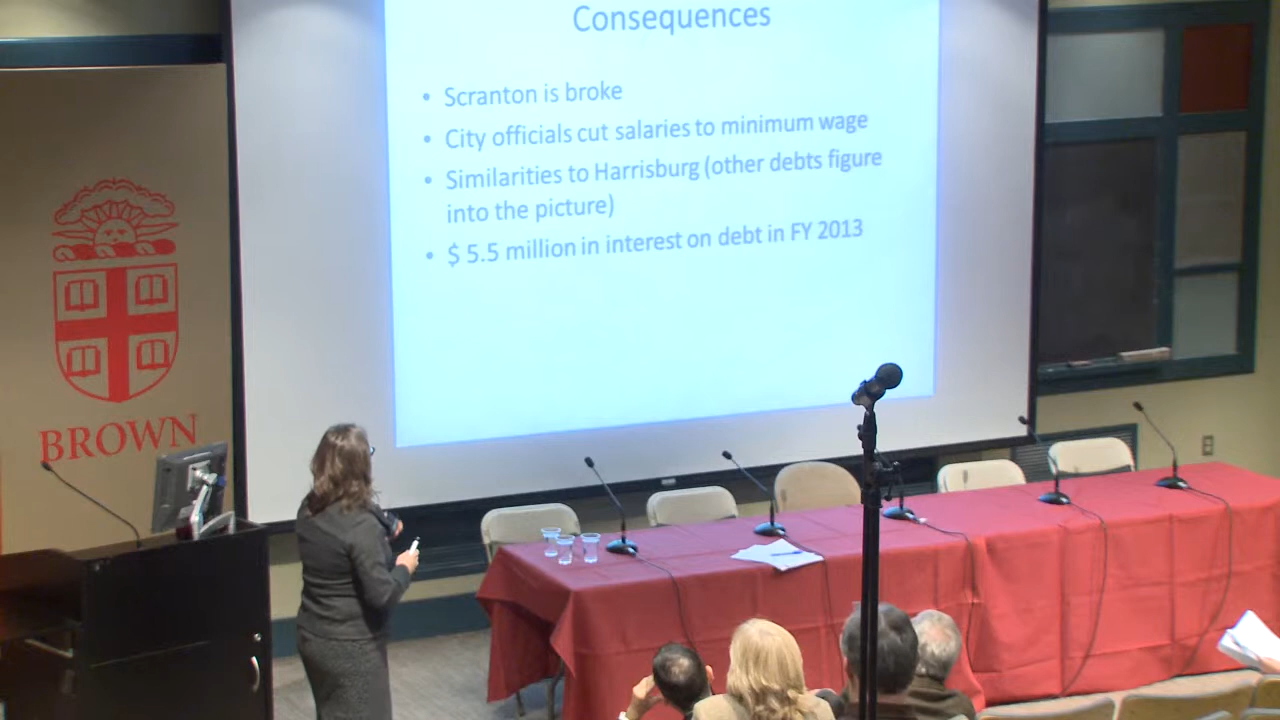 Consequences
• Scranton is broke
• City officials cut salaries to minimum wage
• Similarities to Harrisburg (other debts figure
into the picture)
• $ 5.5 million in interest on debt in FY 2013
BROWN